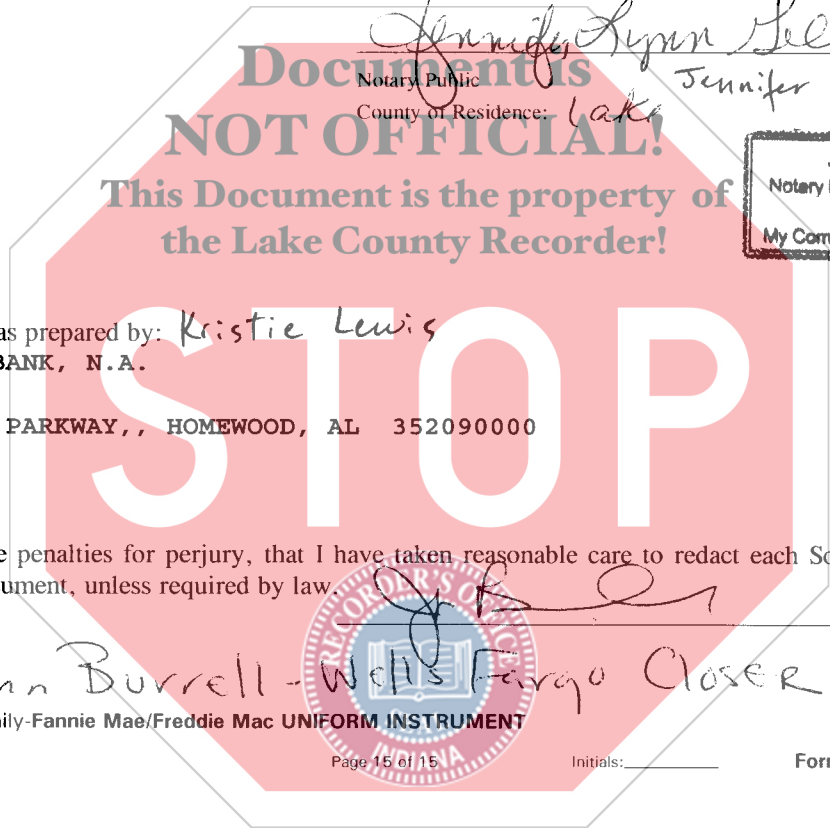 Jennifer Lynn
Document is
Notary Public
Jennifer
County of Residence: Lake
NOT OFFICIAL!
This Document is the property of
the Lake County Recorder!
Notary
My Com
STOP
as prepared by: Kristie Lewis
BANK, N.A.
PARKWAY,, HOMEWOOD, AL 352090000
e penalties for perjury, that I have taken reasonable care to redact each So
ument, unless required by law.
RECORDER'S OFFICE
INDIANA
nn Burrell - Wells Fargo Closer
ily-Fannie Mae/Freddie Mac UNIFORM INSTRUMENT
Page 15 of 15
Initials:
Form